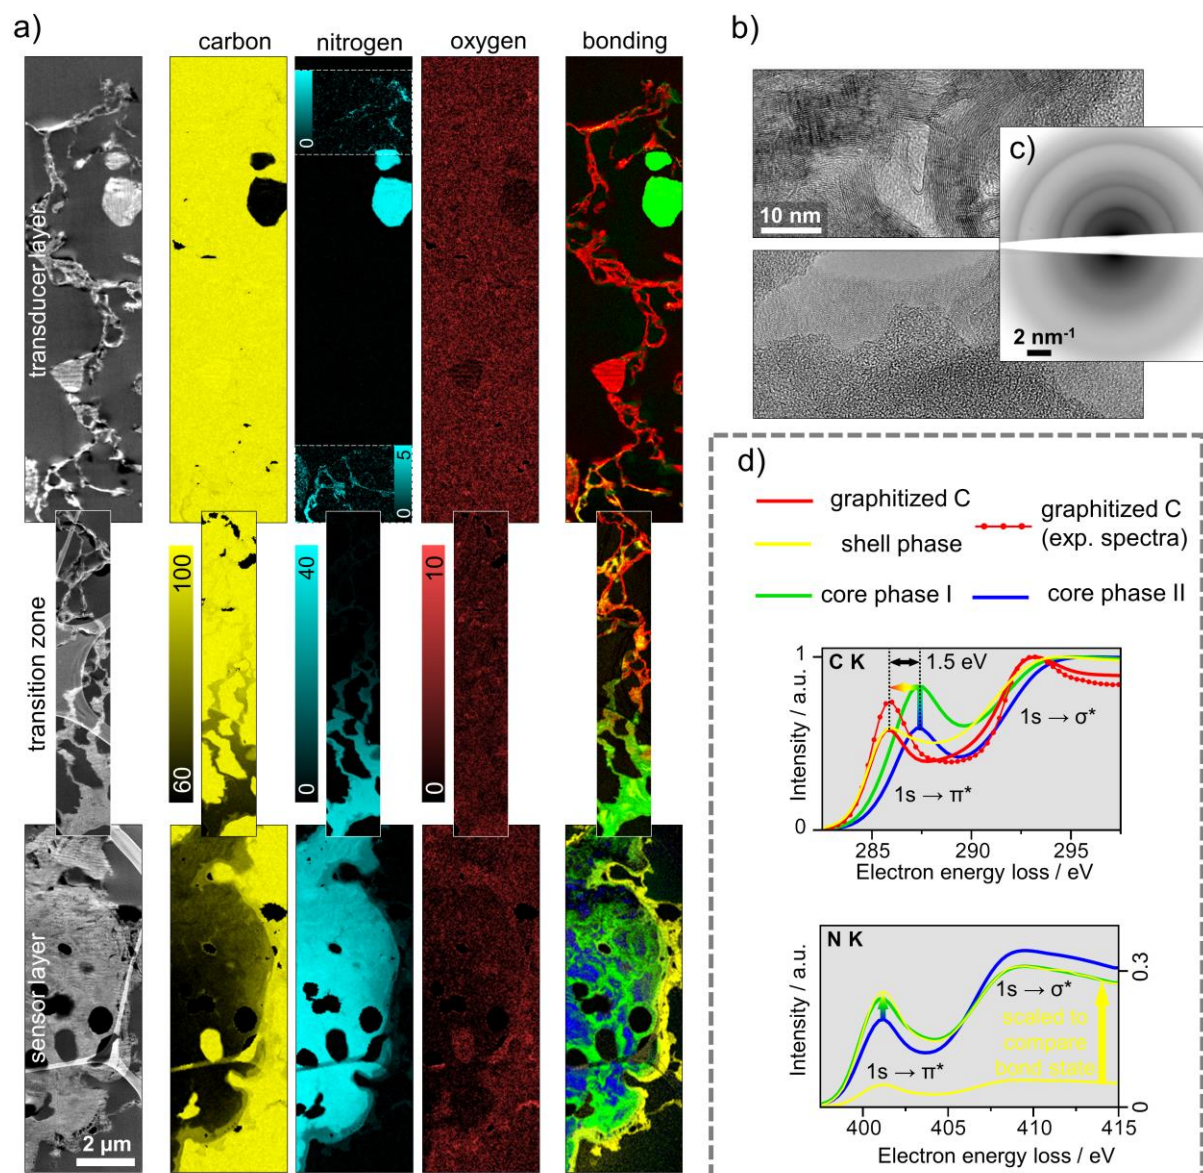 a)
carbon
nitrogen
oxygen
bonding
transducer layer
0
5
0
transition zone
100
60
40
0
10
0
sensor layer
2 μm
b)
10 nm
c)
2 nm-1
d)
graphitized C
graphitized C
(exp. spectra)
shell phase
core phase I
core phase II
C K
1.5 eV
1s → σ*
1s → π*
1
0
Intensity / a.u.
285
290
295
Electron energy loss / eV
N K
1s → σ*
1s → π*
scaled to
compare
bond state
0.3
0
Intensity / a.u.
400
405
410
415
Electron energy loss / eV